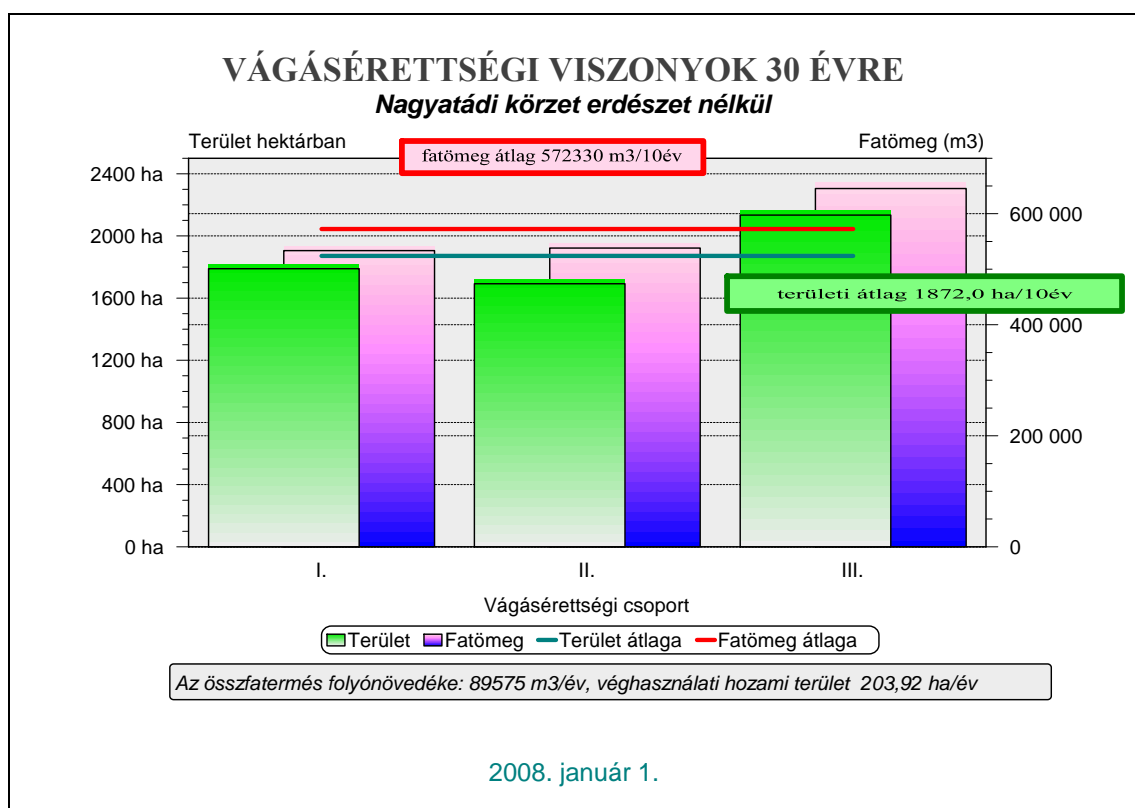 VÁGÁSÉRETTSÉGI VISZONYOK 30 ÉVRE
Nagyatádi körzet erdészet nélkül
Terület hektárban
Fatömeg (m3)
fatömeg átlag 572330 m3/10év
2400 ha
2000 ha
1600 ha
1200 ha
800 ha
400 ha
0 ha
600 000
400 000
200 000
0
területi átlag 1872,0 ha/10év
I. II. III.
Vágásérettségi csoport
Terület Fatömeg Terület átlaga Fatömeg átlaga
Az összfatermés folyónövedéke: 89575 m3/év, véghasználati hozami terület 203,92 ha/év
2008. január 1.